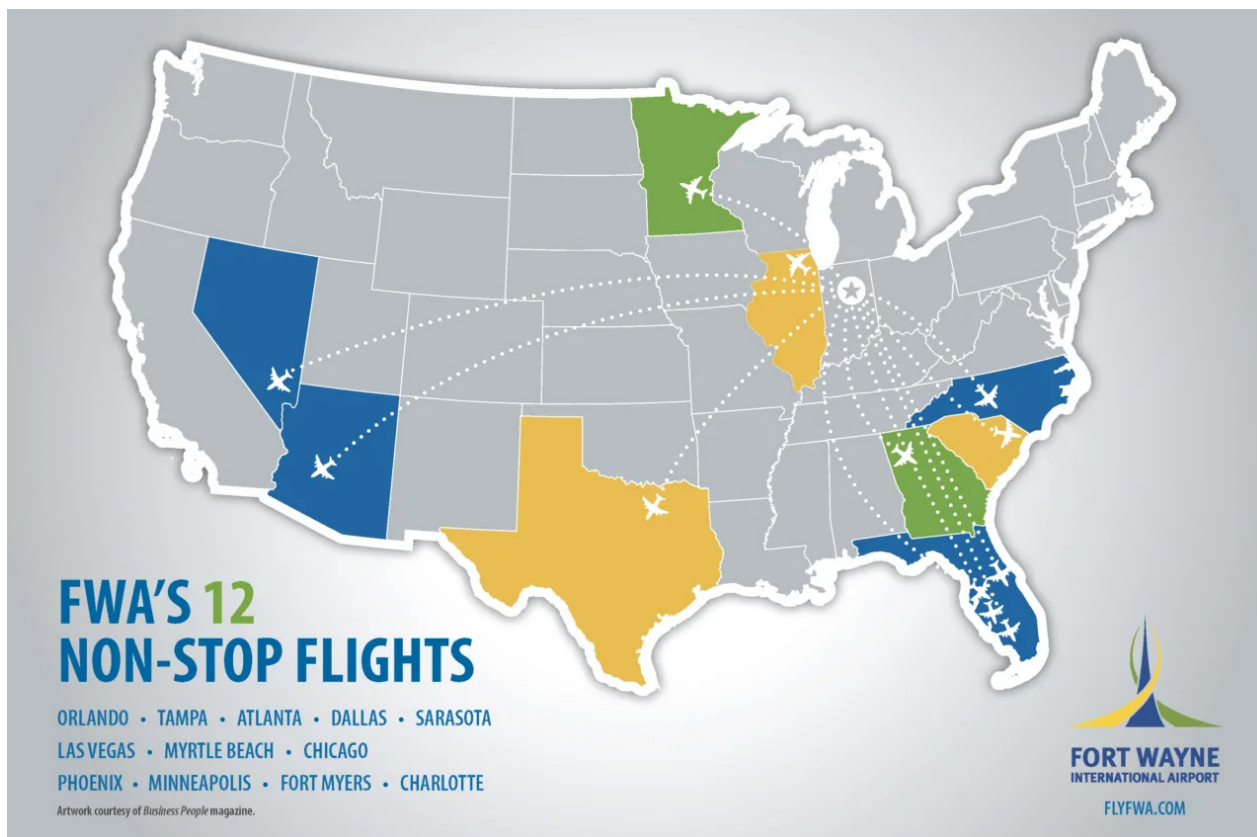 FWA'S 12
NON-STOP FLIGHTS
ORLANDO • TAMPA • ATLANTA • DALLAS • SARASOTA
LAS VEGAS • MYRTLE BEACH • CHICAGO
PHOENIX • MINNEAPOLIS • FORT MYERS • CHARLOTTE
Artwork courtesy of Business People magazine.
FORT WAYNE
INTERNATIONAL AIRPORT
FLYFWA.COM